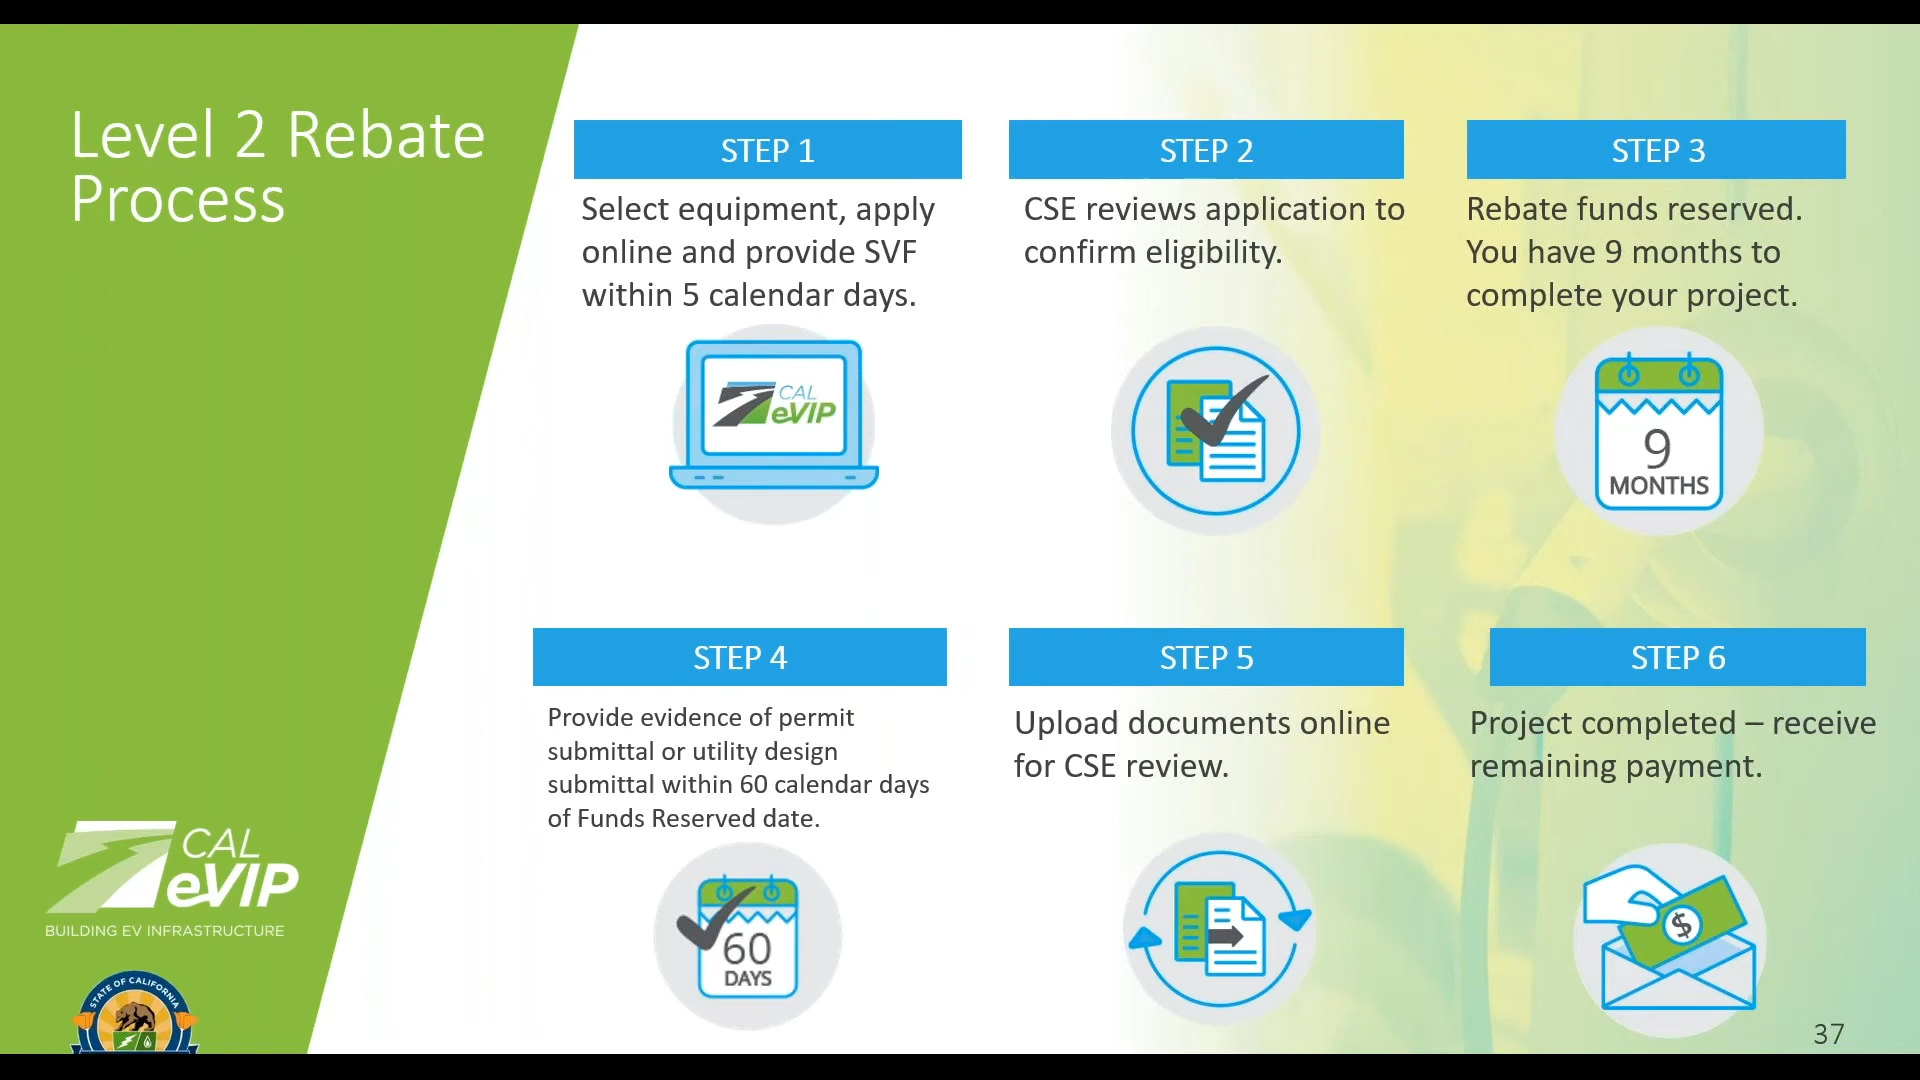 Level 2 Rebate
Process
STEP 1
Select equipment, apply
online and provide SVF
within 5 calendar days.
CAL
eVIP
STEP 2
CSE reviews application to
confirm eligibility.
STEP 3
Rebate funds reserved.
You have 9 months to
complete your project.
9
MONTHS
STEP 4
Provide evidence of permit
submittal or utility design
submittal within 60 calendar days
of Funds Reserved date.
60
DAYS
STEP 5
Upload documents online
for CSE review.
STEP 6
Project completed – receive
remaining payment.
$
CAL
eVIP
BUILDING EV INFRASTRUCTURE
STATE OF CALIFORNIA
37